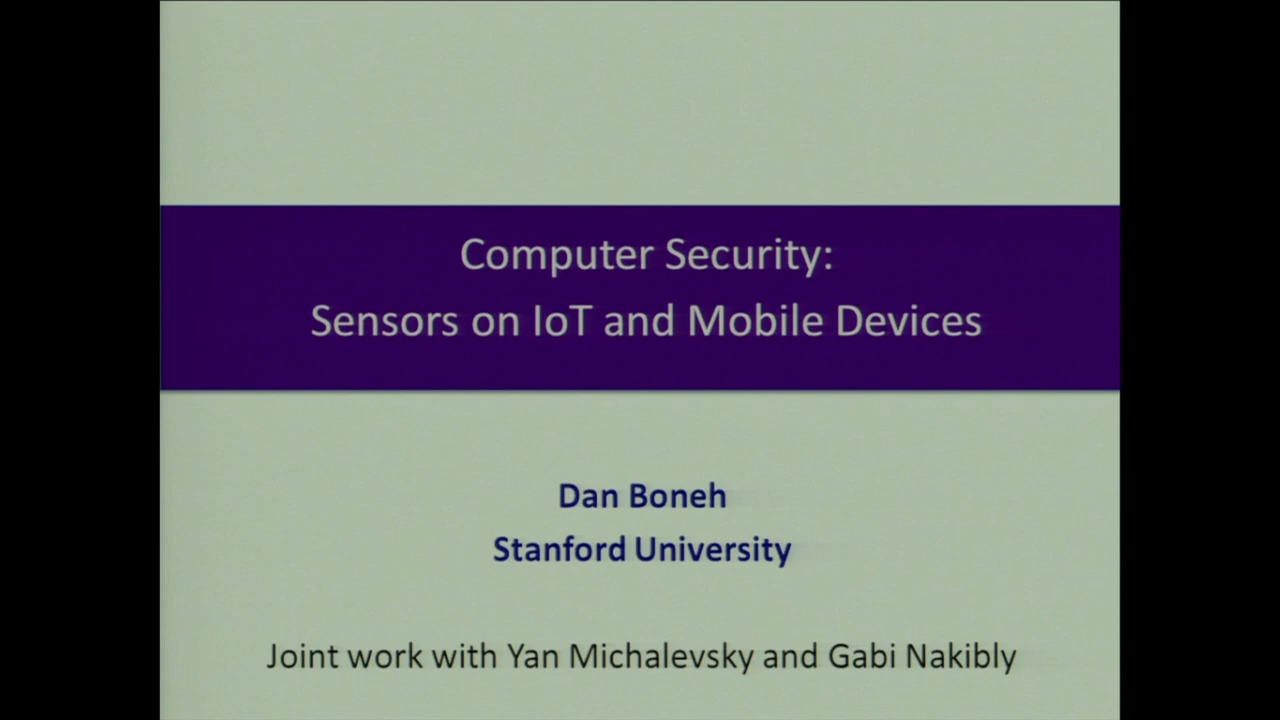 Computer Security:
Sensors on IoT and Mobile Devices
Dan Boneh
Stanford University
Joint work with Yan Michalevsky and Gabi Nakibly